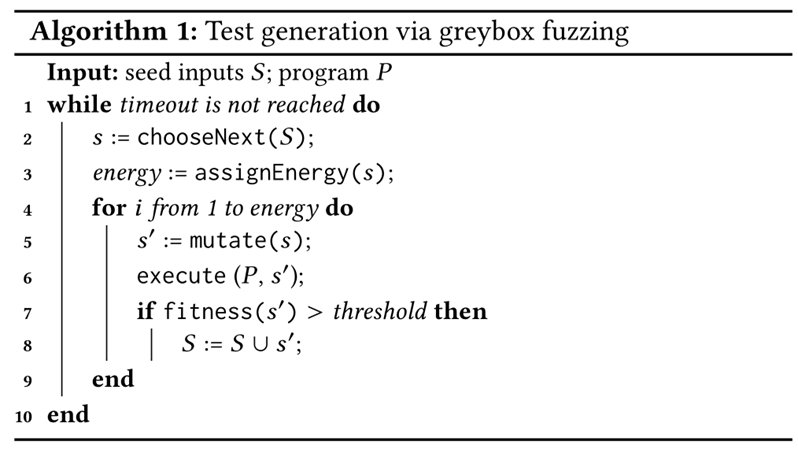 Algorithm 1: Test generation via greybox fuzzing
Input: seed inputs S; program P
1 while timeout is not reached do
2 s := chooseNext(S);
3 energy := assignEnergy(s);
4 for i from 1 to energy do
5 s′ := mutate(s);
6 execute (P, s′);
7 if fitness(s′) > threshold then
8 S := S ∪ s′;
9 end
10 end